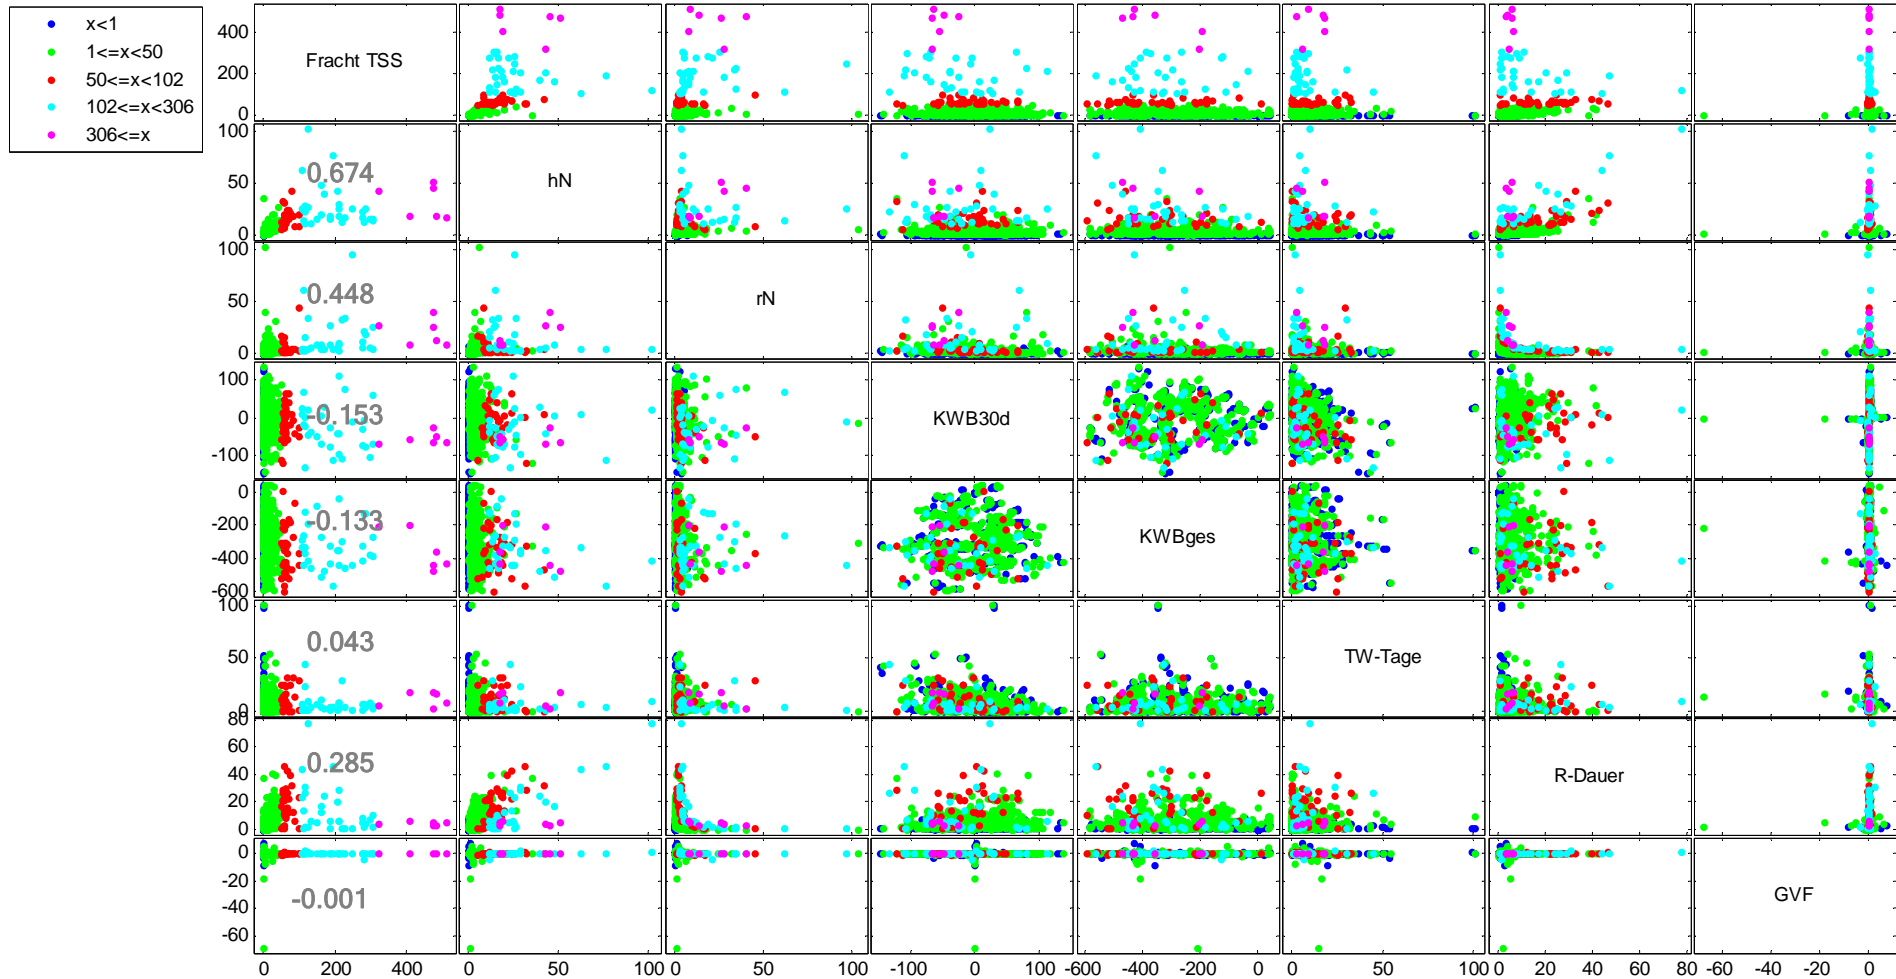 x<1
1<=x<50
50<=x<102
102<=x<306
306<=x
400
200
0
Fracht TSS
100
50
0
0.674
hN
100
50
0
0.448
rN
100
0
-100
-0.153
KWB30d
0
-200
-400
-600
-0.133
KWBges
100
50
0
0.043
TW-Tage
80
60
40
20
0
0.285
R-Dauer
0
-20
-40
-60
-0.001
GVF
0 200 400
0 50 100
0 50 100
-100 0 100
-600 -400 -200 0
0 50 100
0 20 40 60 80
-60 -40 -20 0